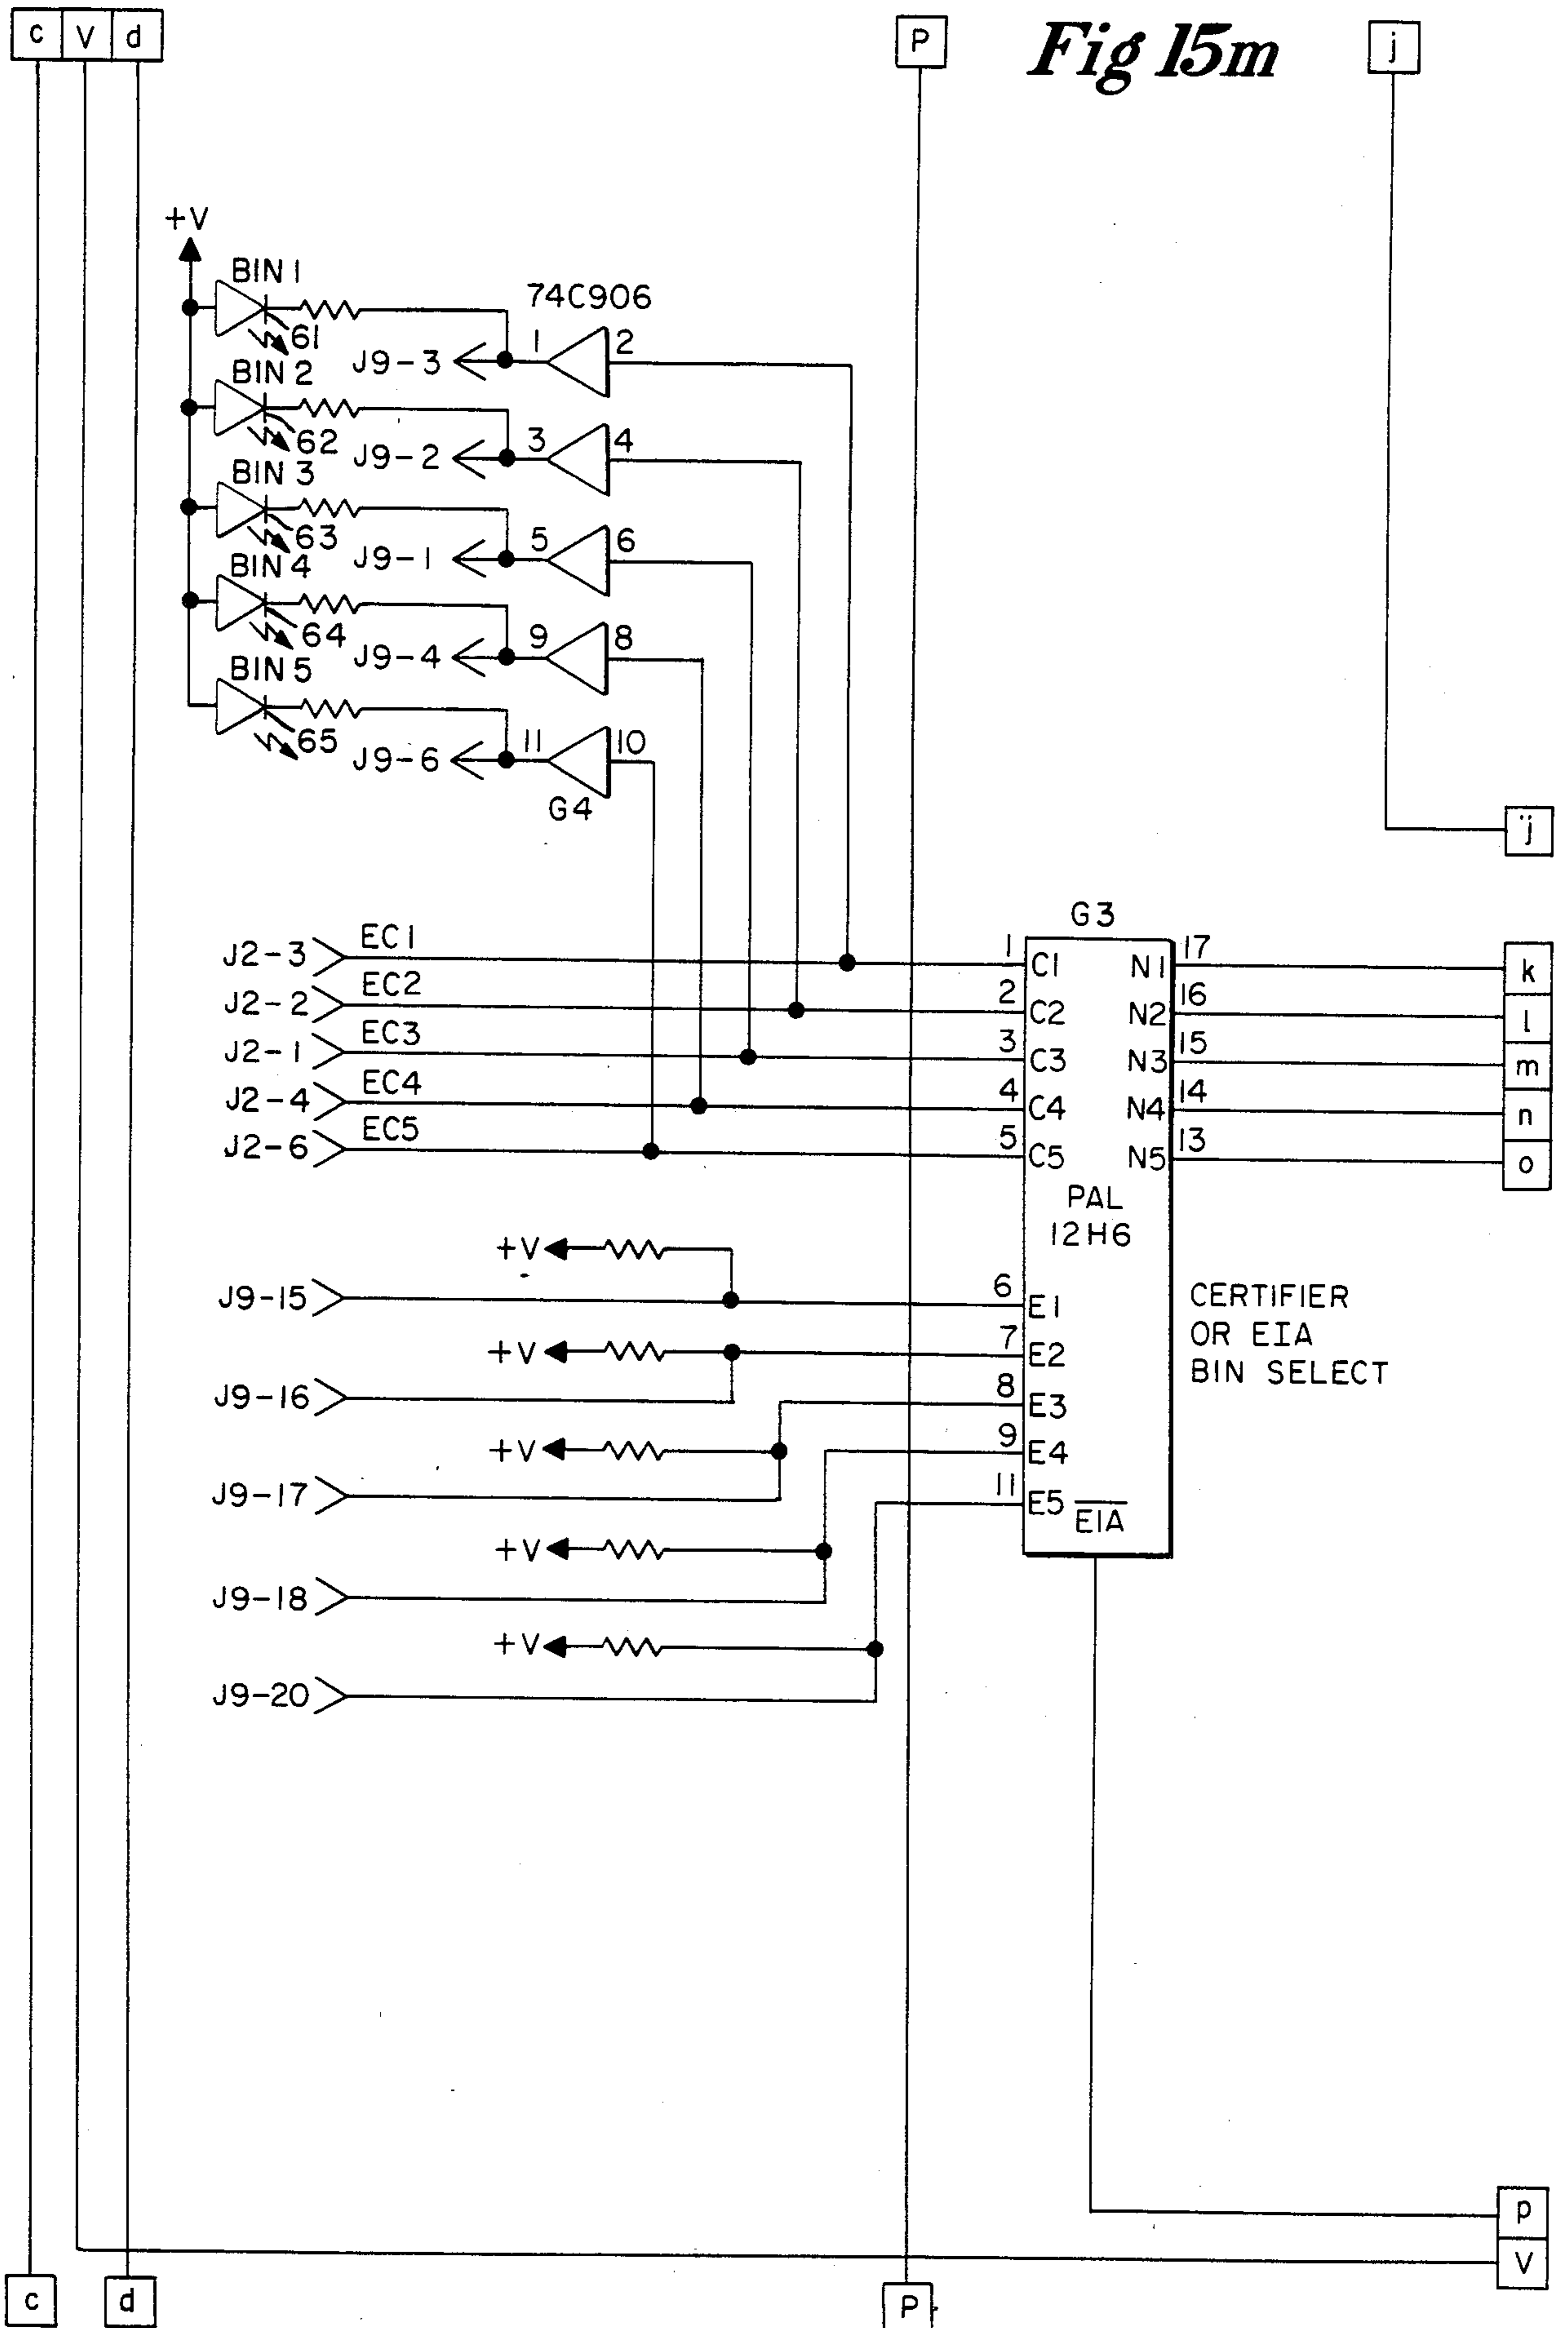 c V d P Fig 15m j
+V
BIN 1
74C906
61
J9-3 1 2
BIN 2
62
J9-2 3 4
BIN 3
63
J9-1 5 6
BIN 4
64
J9-4 9 8
BIN 5
65
J9-6 11 10
G4
j
G3
J2-3 EC1 1 C1 N1 17 k
J2-2 EC2 2 C2 N2 16 l
J2-1 EC3 3 C3 N3 15 m
J2-4 EC4 4 C4 N4 14 n
J2-6 EC5 5 C5 N5 13 o
PAL
12H6
+V
J9-15 6 E1
CERTIFIER
OR EIA
BIN SELECT
+V 7 E2
J9-16 8 E3
+V 9 E4
J9-17 11 E5 EIA
+V
J9-18
+V
J9-20
p
V
c d P